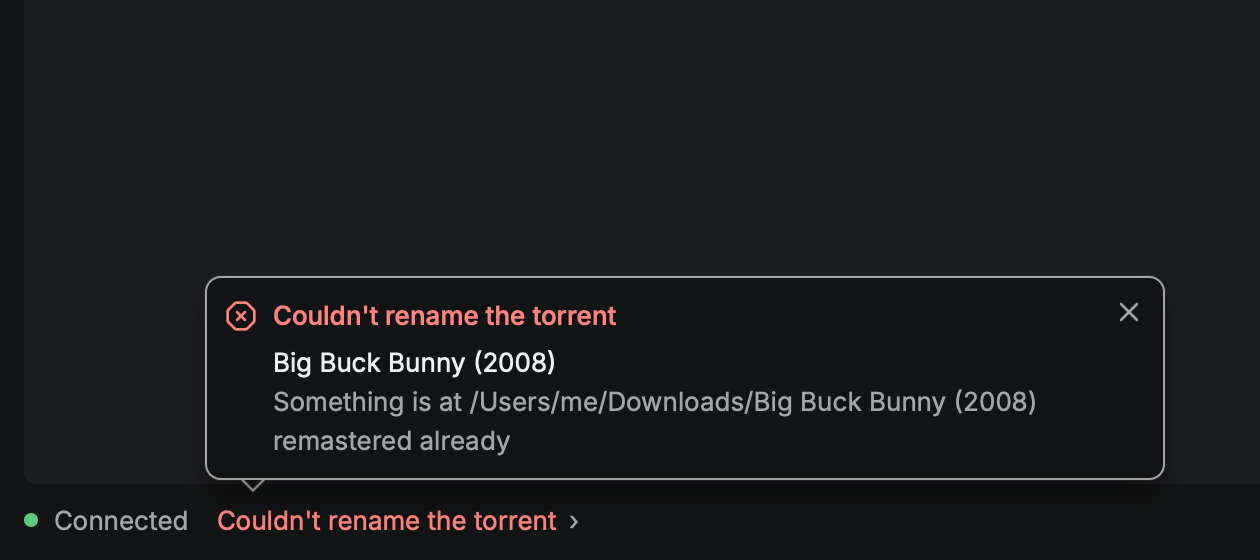 Couldn't rename the torrent
Big Buck Bunny (2008)
Something is at /Users/me/Downloads/Big Buck Bunny (2008)
remastered already
Connected Couldn't rename the torrent ›